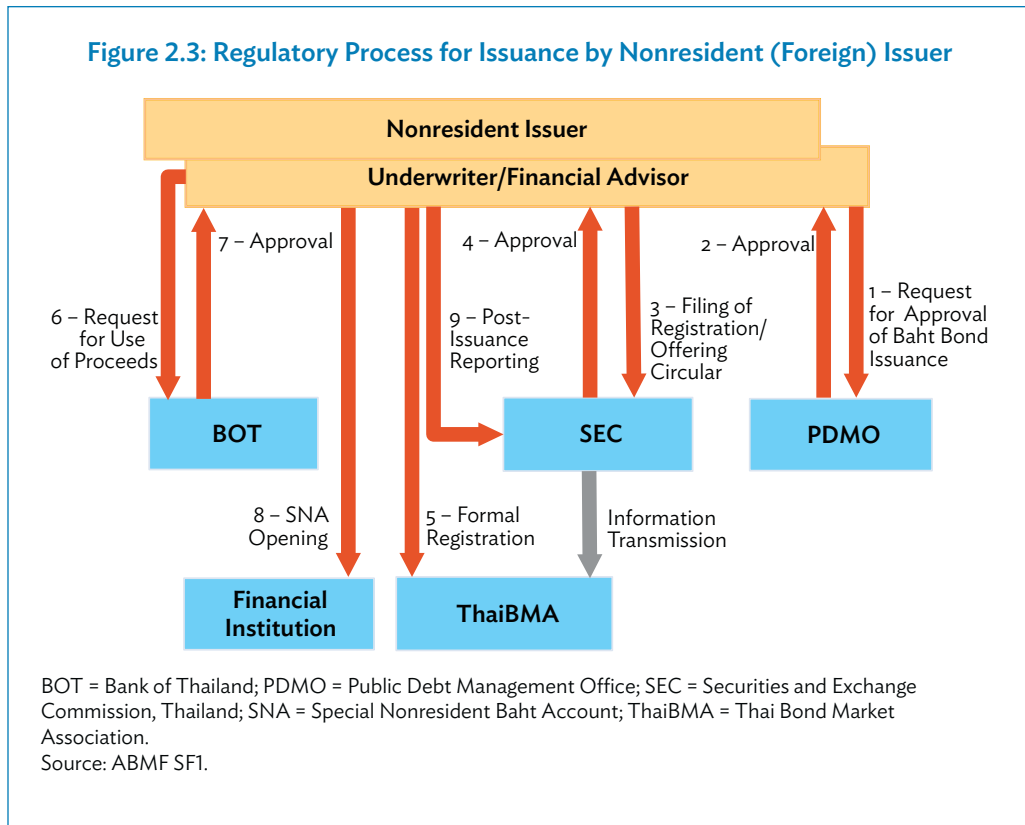 Figure 2.3: Regulatory Process for Issuance by Nonresident (Foreign) Issuer
Nonresident Issuer
Underwriter/Financial Advisor
7 – Approval
4 – Approval
2 – Approval
6 – Request
for Use
of Proceeds
9 – Post-
Issuance
Reporting
3 – Filing of
Registration/
Offering
Circular
1 – Request
for Approval
of Baht Bond
Issuance
BOT
SEC
PDMO
8 – SNA
Opening
5 – Formal
Registration
Information
Transmission
Financial
Institution
ThaiBMA
BOT = Bank of Thailand; PDMO = Public Debt Management Office; SEC = Securities and Exchange
Commission, Thailand; SNA = Special Nonresident Baht Account; ThaiBMA = Thai Bond Market
Association.
Source: ABMF SF1.